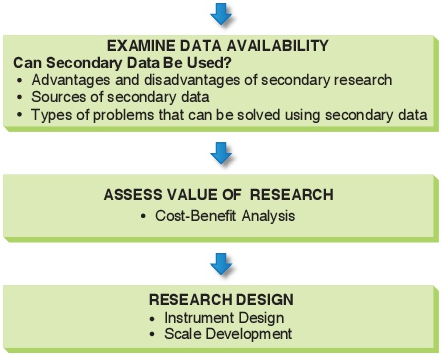 EXAMINE DATA AVAILABILITY
Can Secondary Data Be Used?
• Advantages and disadvantages of secondary research
• Sources of secondary data
• Types of problems that can be solved using secondary data
ASSESS VALUE OF RESEARCH
• Cost-Benefit Analysis
RESEARCH DESIGN
• Instrument Design
• Scale Development